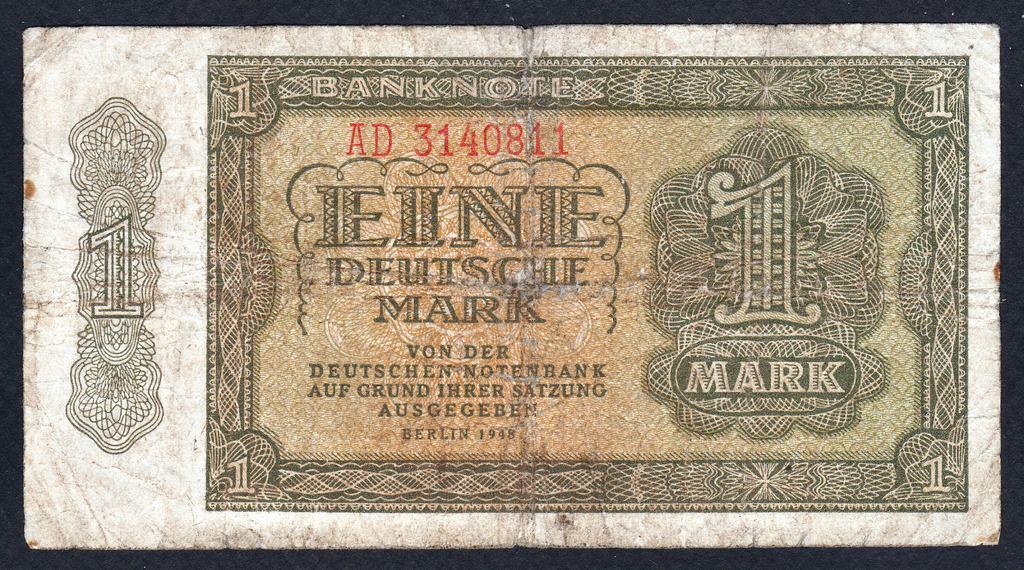 1 BANKNOTE 1
AD 3140811
EINE
DEUTSCHE
MARK
VON DER
DEUTSCHEN NOTENBANK
AUF GRUND IHRER SATZUNG
AUSGEGEBEN
BERLIN 1948
1
1
MARK
1 1